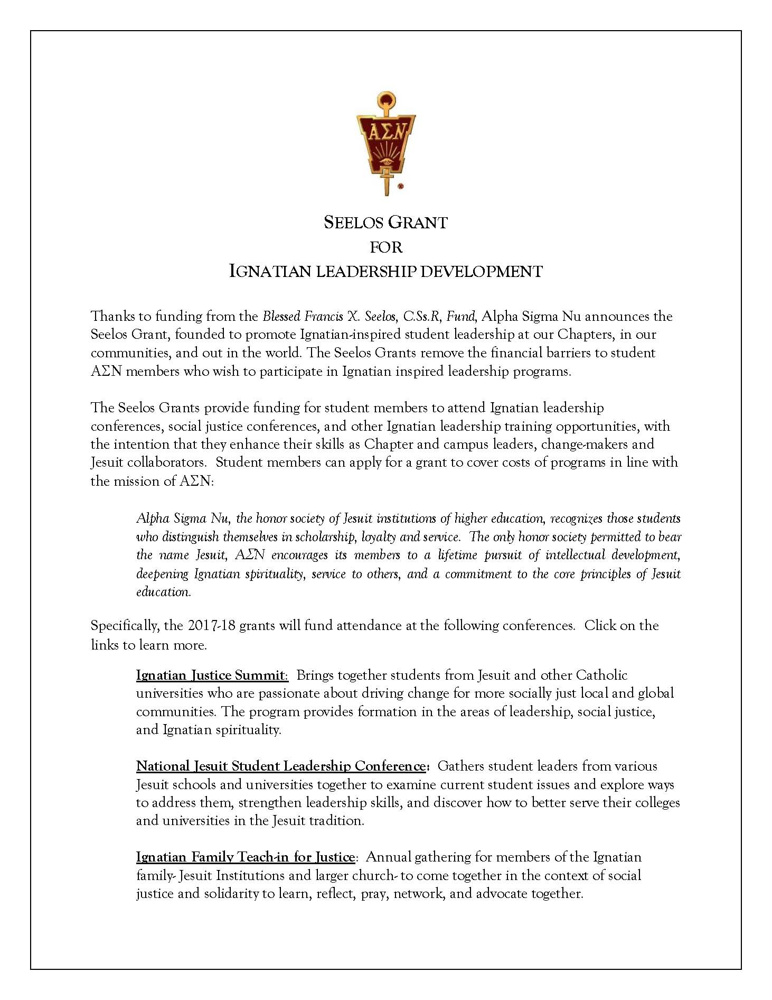 ΑΣΝ
®
SEELOS GRANT
FOR
IGNATIAN LEADERSHIP DEVELOPMENT
Thanks to funding from the Blessed Francis X. Seelos, C.Ss.R, Fund, Alpha Sigma Nu announces the
Seelos Grant, founded to promote Ignatian-inspired student leadership at our Chapters, in our
communities, and out in the world. The Seelos Grants remove the financial barriers to student
ΑΣΝ members who wish to participate in Ignatian inspired leadership programs.
The Seelos Grants provide funding for student members to attend Ignatian leadership
conferences, social justice conferences, and other Ignatian leadership training opportunities, with
the intention that they enhance their skills as Chapter and campus leaders, change-makers and
Jesuit collaborators.  Student members can apply for a grant to cover costs of programs in line with
the mission of ΑΣΝ:
Alpha Sigma Nu, the honor society of Jesuit institutions of higher education, recognizes those students
who distinguish themselves in scholarship, loyalty and service.  The only honor society permitted to bear
the name Jesuit, ΑΣΝ encourages its members to a lifetime pursuit of intellectual development,
deepening Ignatian spirituality, service to others, and a commitment to the core principles of Jesuit
education.
Specifically, the 2017-18 grants will fund attendance at the following conferences.  Click on the
links to learn more.
Ignatian Justice Summit:  Brings together students from Jesuit and other Catholic
universities who are passionate about driving change for more socially just local and global
communities. The program provides formation in the areas of leadership, social justice,
and Ignatian spirituality.
National Jesuit Student Leadership Conference:  Gathers student leaders from various
Jesuit schools and universities together to examine current student issues and explore ways
to address them, strengthen leadership skills, and discover how to better serve their colleges
and universities in the Jesuit tradition.
Ignatian Family Teach-in for Justice:  Annual gathering for members of the Ignatian
family- Jesuit Institutions and larger church- to come together in the context of social
justice and solidarity to learn, reflect, pray, network, and advocate together.